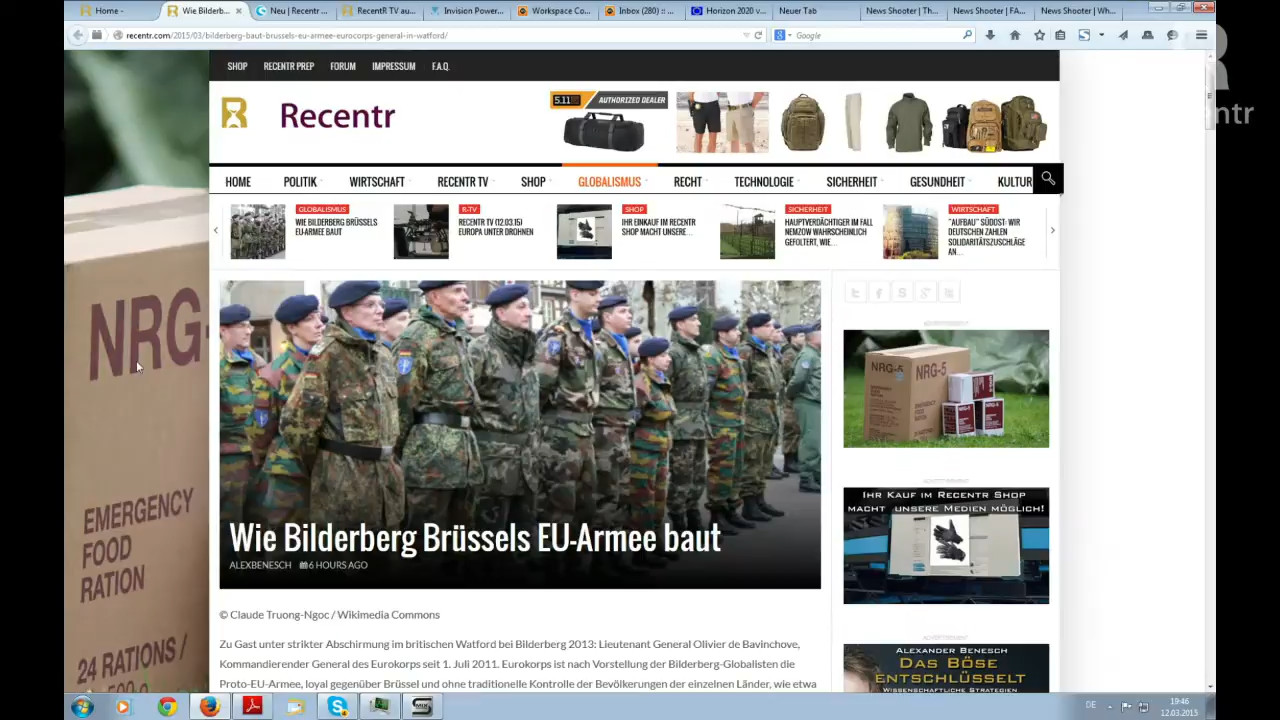 Home -
Wie Bilderb...
Neu | Recentr ...
RecentR TV au...
Invision Power...
Workspace Co...
Inbox (280) :: ...
Horizon 2020 v...
Neuer Tab
News Shooter | Th...
News Shooter | FA...
News Shooter | Wh...
recentr.com/2015/03/bilderberg-baut-brussels-eu-armee-eurocorps-general-in-watford/
Google
SHOP RECENTR PREP FORUM IMPRESSUM F.A.Q.
Recentr
5.11 AUTHORIZED DEALER
HOME POLITIK WIRTSCHAFT RECENTR TV SHOP GLOBALISMUS RECHT TECHNOLOGIE SICHERHEIT GESUNDHEIT KULTUR
GLOBALISMUS
WIE BILDERBERG BRÜSSELS
EU-ARMEE BAUT
R-TV
RECENTR TV (12.03.15)
EUROPA UNTER DROHNEN
SHOP
IHR EINKAUF IM RECENTR
SHOP MACHT UNSERE...
SICHERHEIT
HAUPTVERDÄCHTIGER IM FALL
NEMZOW WAHRSCHEINLICH
GEFOLTERT, WIE...
WIRTSCHAFT
"AUFBAU" SÜDOST: WIR
DEUTSCHEN ZAHLEN
SOLIDARITÄTSZUSCHLÄGE
AN...
Wie Bilderberg Brüssels EU-Armee baut
ALEXBENESCH 6 HOURS AGO
© Claude Truong-Ngoc / Wikimedia Commons
Zu Gast unter strikter Abschirmung im britischen Watford bei Bilderberg 2013: Lieutenant General Olivier de Bavinchove,
Kommandierender General des Eurokorps seit 1. Juli 2011. Eurokorps ist nach Vorstellung der Bilderberg-Globalisten die
Proto-EU-Armee, loyal gegenüber Brüssel und ohne traditionelle Kontrolle der Bevölkerungen der einzelnen Länder, wie etwa
ADVERTISEMENT
NRG-5
NRG-5
ADVERTISEMENT
IHR KAUF IM RECENTR SHOP
MACHT UNSERE MEDIEN MÖGLICH!
ADVERTISEMENT
ALEXANDER BENESCH
DAS BÖSE
ENTSCHLÜSSELT
WISSENSCHAFTLICHE STRATEGIEN
NRG-
EMERGENCY
FOOD
RATION
24 RATIONS /
DE
19:46
12.03.2015